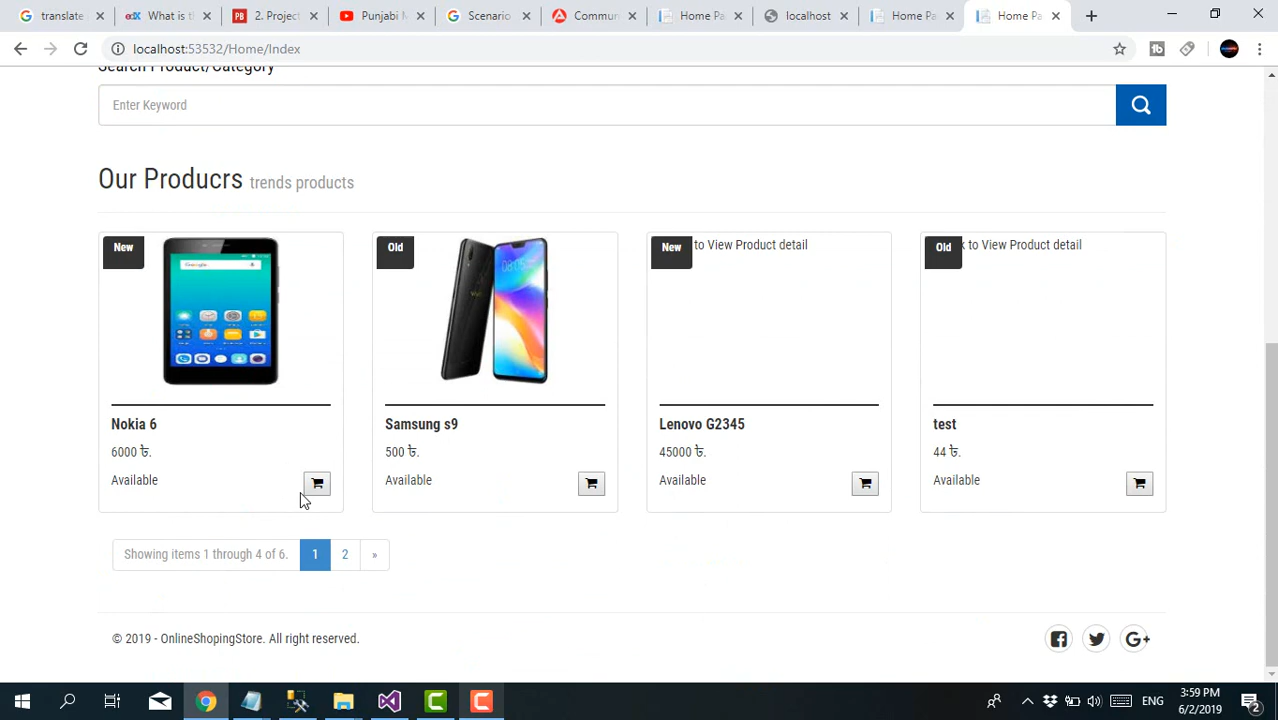 translate
What is t
2. Project
Punjabi M
Scenario
Commun
Home Pa
localhost:
Home Pa
Home Pa
localhost:53532/Home/Index
Search Product/Category
Enter Keyword
Our Producrs trends products
New
Old
New to View Product detail
Old k to View Product detail
Nokia 6
Samsung s9
Lenovo G2345
test
6000 ৳.
500 ৳.
45000 ৳.
44 ৳.
Available
Available
Available
Available
Showing items 1 through 4 of 6. 1 2 »
© 2019 - OnlineShopingStore. All right reserved.
ENG
3:59 PM
6/2/2019
2